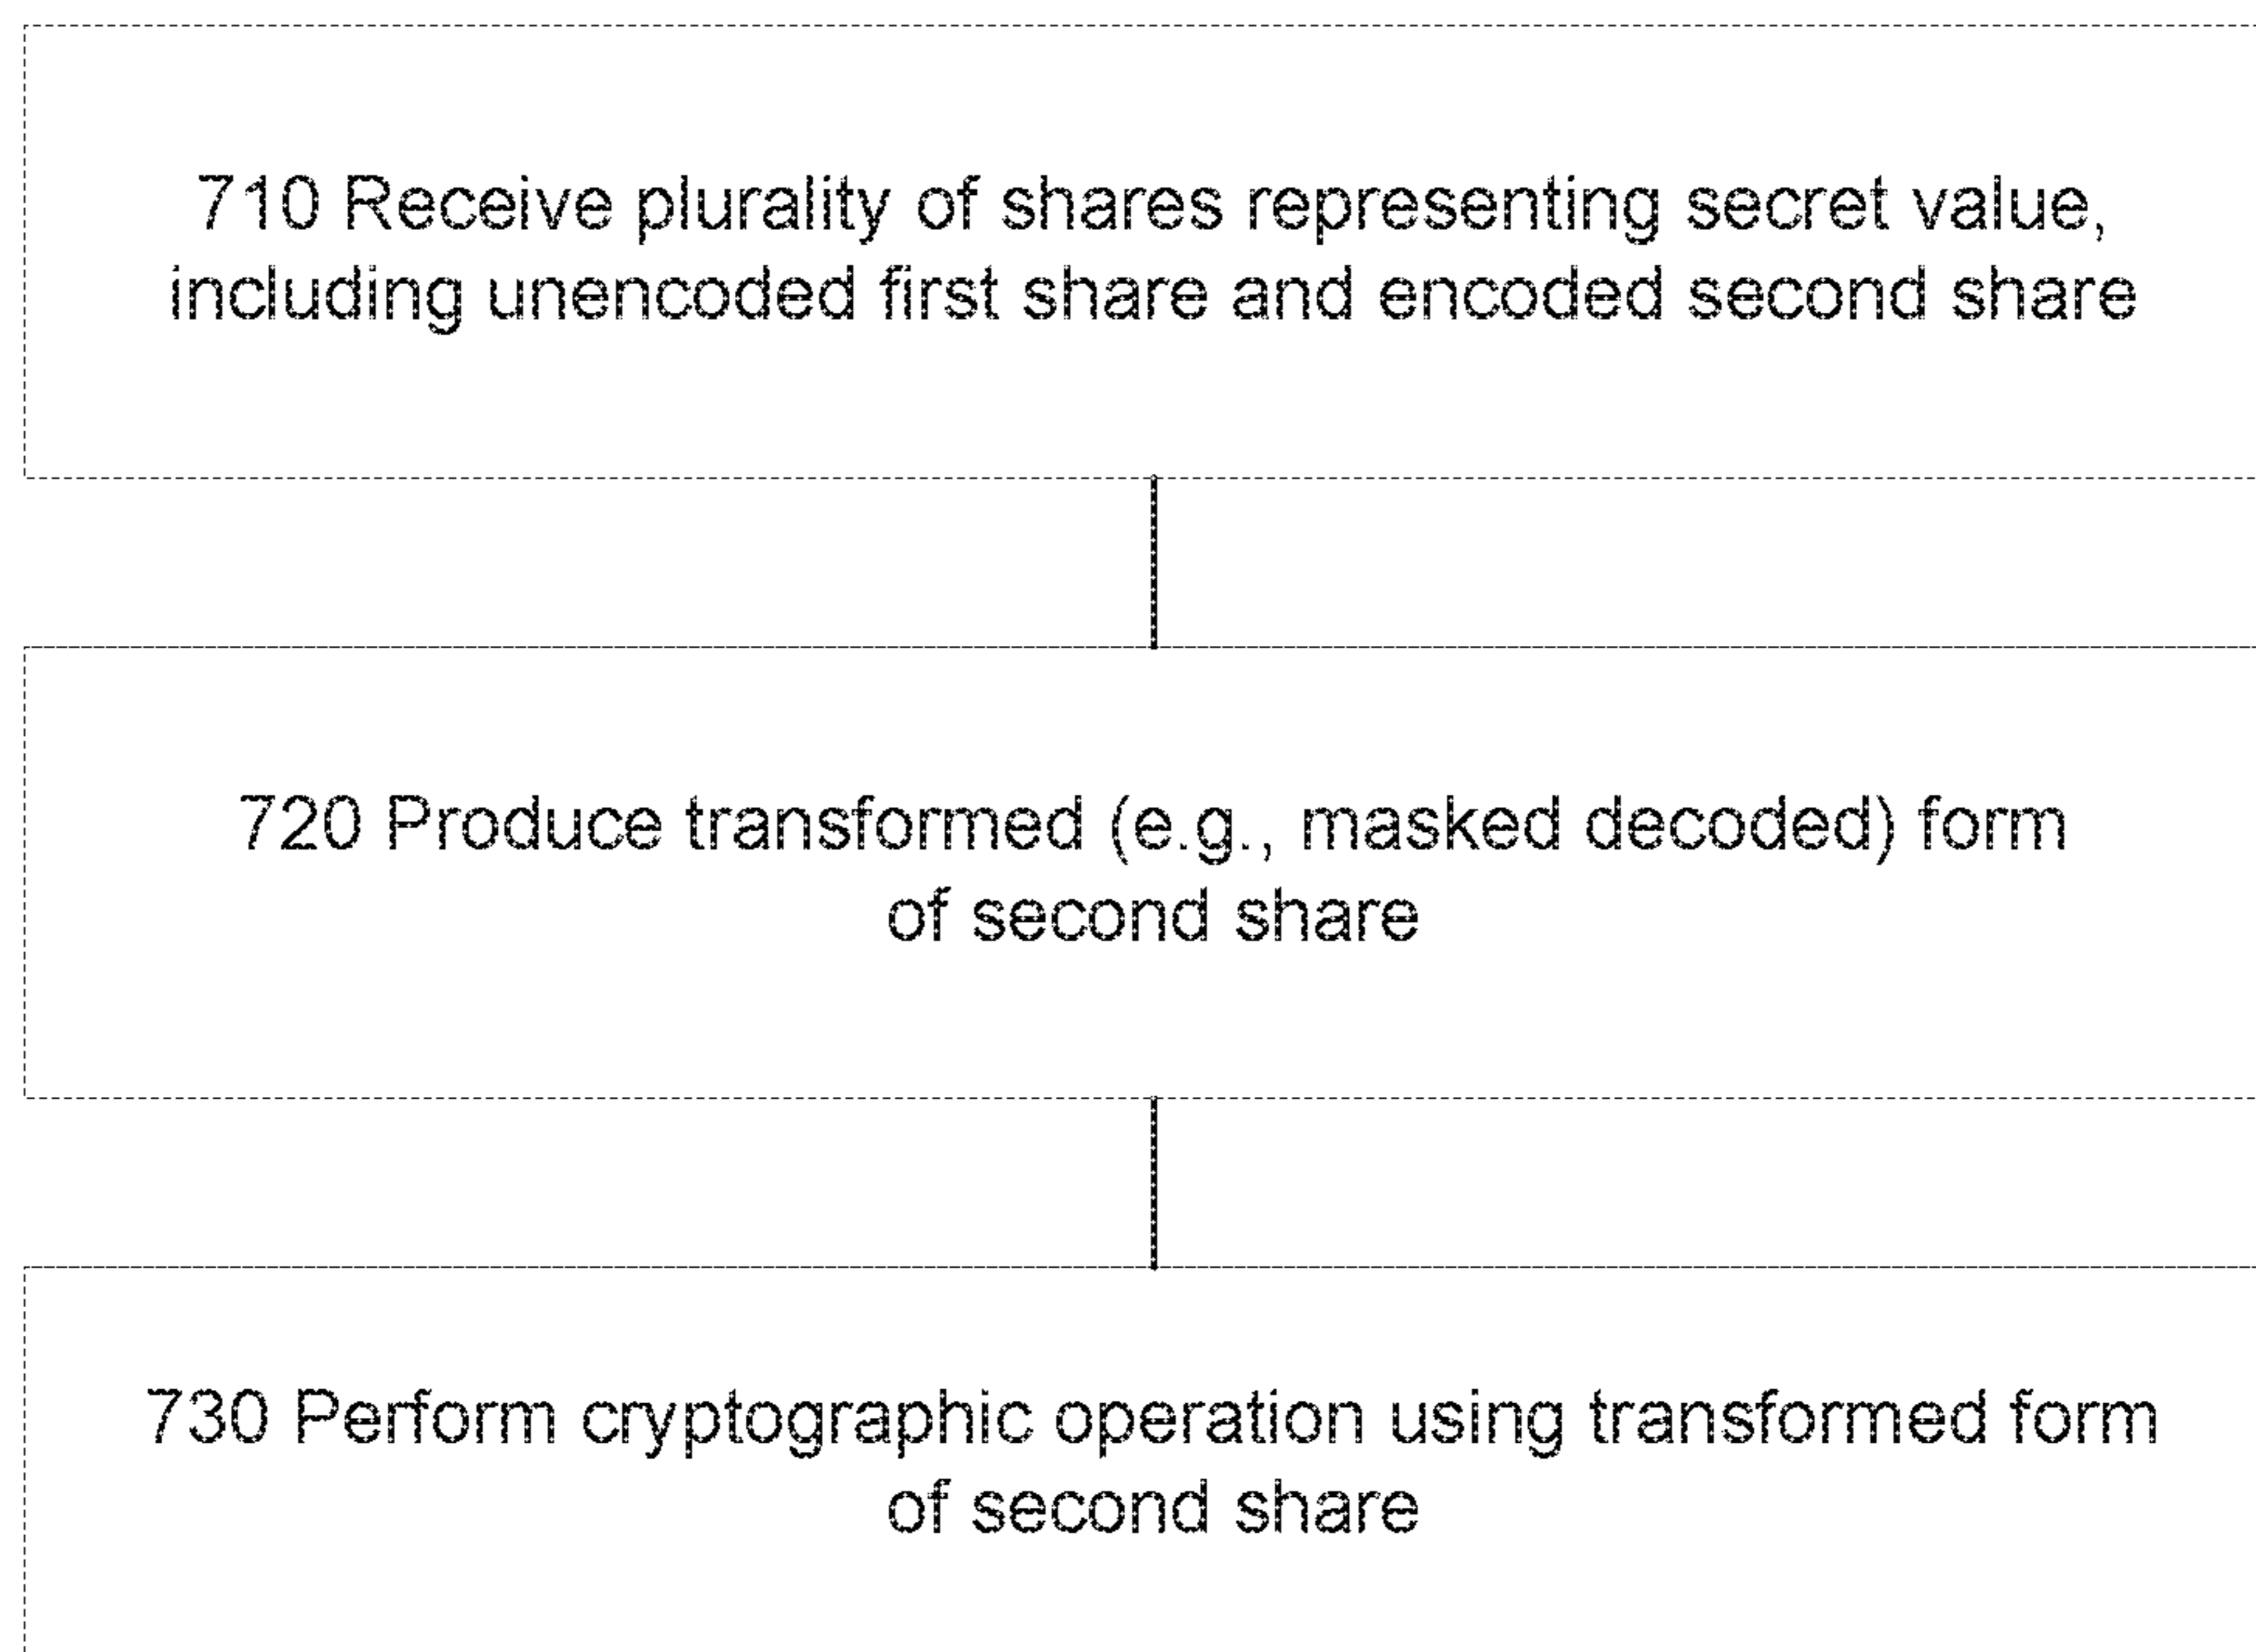 710 Receive plurality of shares representing secret value,
including unencoded first share and encoded second share
720 Produce transformed (e.g., masked decoded) form
of second share
730 Perform cryptographic operation using transformed form
of second share